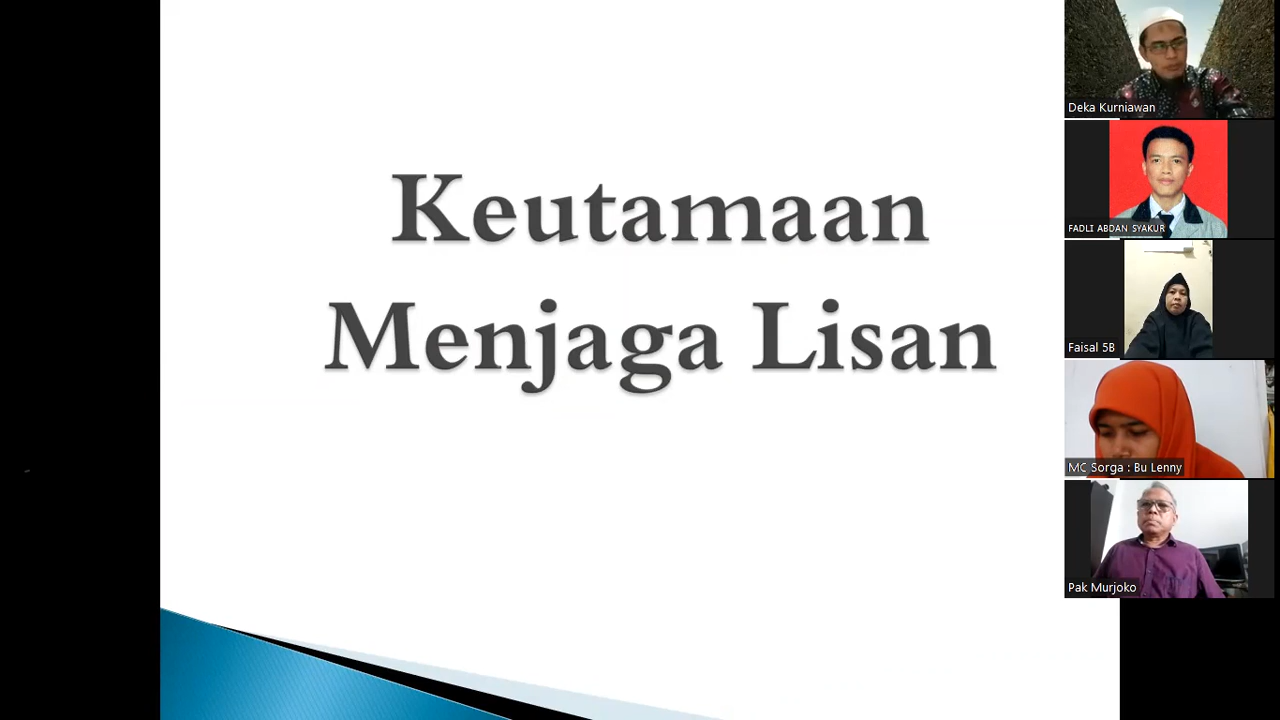 Keutamaan
Menjaga Lisan
Deka Kurniawan
FADLI ABDAN SYAKUR
Faisal 5B
MC Sorga : Bu Lenny
Pak Murjoko